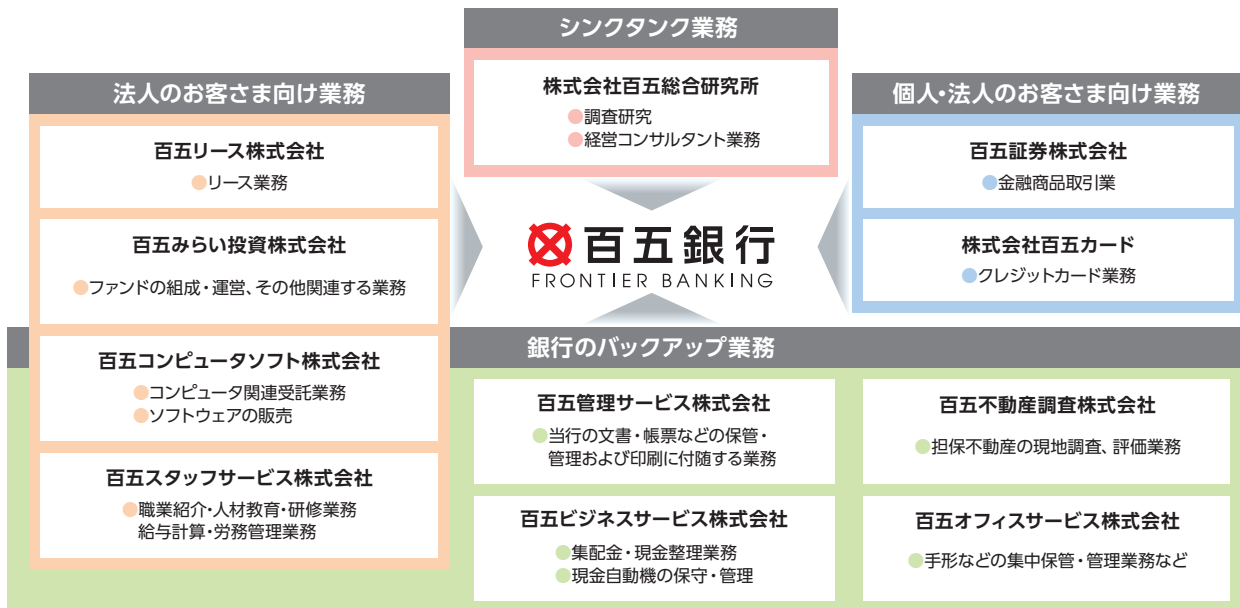 シンクタンク業務
株式会社百五総合研究所
●調査研究
●経営コンサルタント業務
法人のお客さま向け業務
百五リース株式会社
●リース業務
百五みらい投資株式会社
●ファンドの組成・運営、その他関連する業務
百五コンピュータソフト株式会社
●コンピュータ関連受託業務
●ソフトウェアの販売
百五スタッフサービス株式会社
●職業紹介・人材教育・研修業務
給与計算・労務管理業務
個人・法人のお客さま向け業務
百五証券株式会社
●金融商品取引業
株式会社百五カード
●クレジットカード業務
百五銀行
FRONTIER BANKING
銀行のバックアップ業務
百五管理サービス株式会社
●当行の文書・帳票などの保管・
管理および印刷に付随する業務
百五不動産調査株式会社
●担保不動産の現地調査、評価業務
百五ビジネスサービス株式会社
●集配金・現金整理業務
●現金自動機の保守・管理
百五オフィスサービス株式会社
●手形などの集中保管・管理業務など